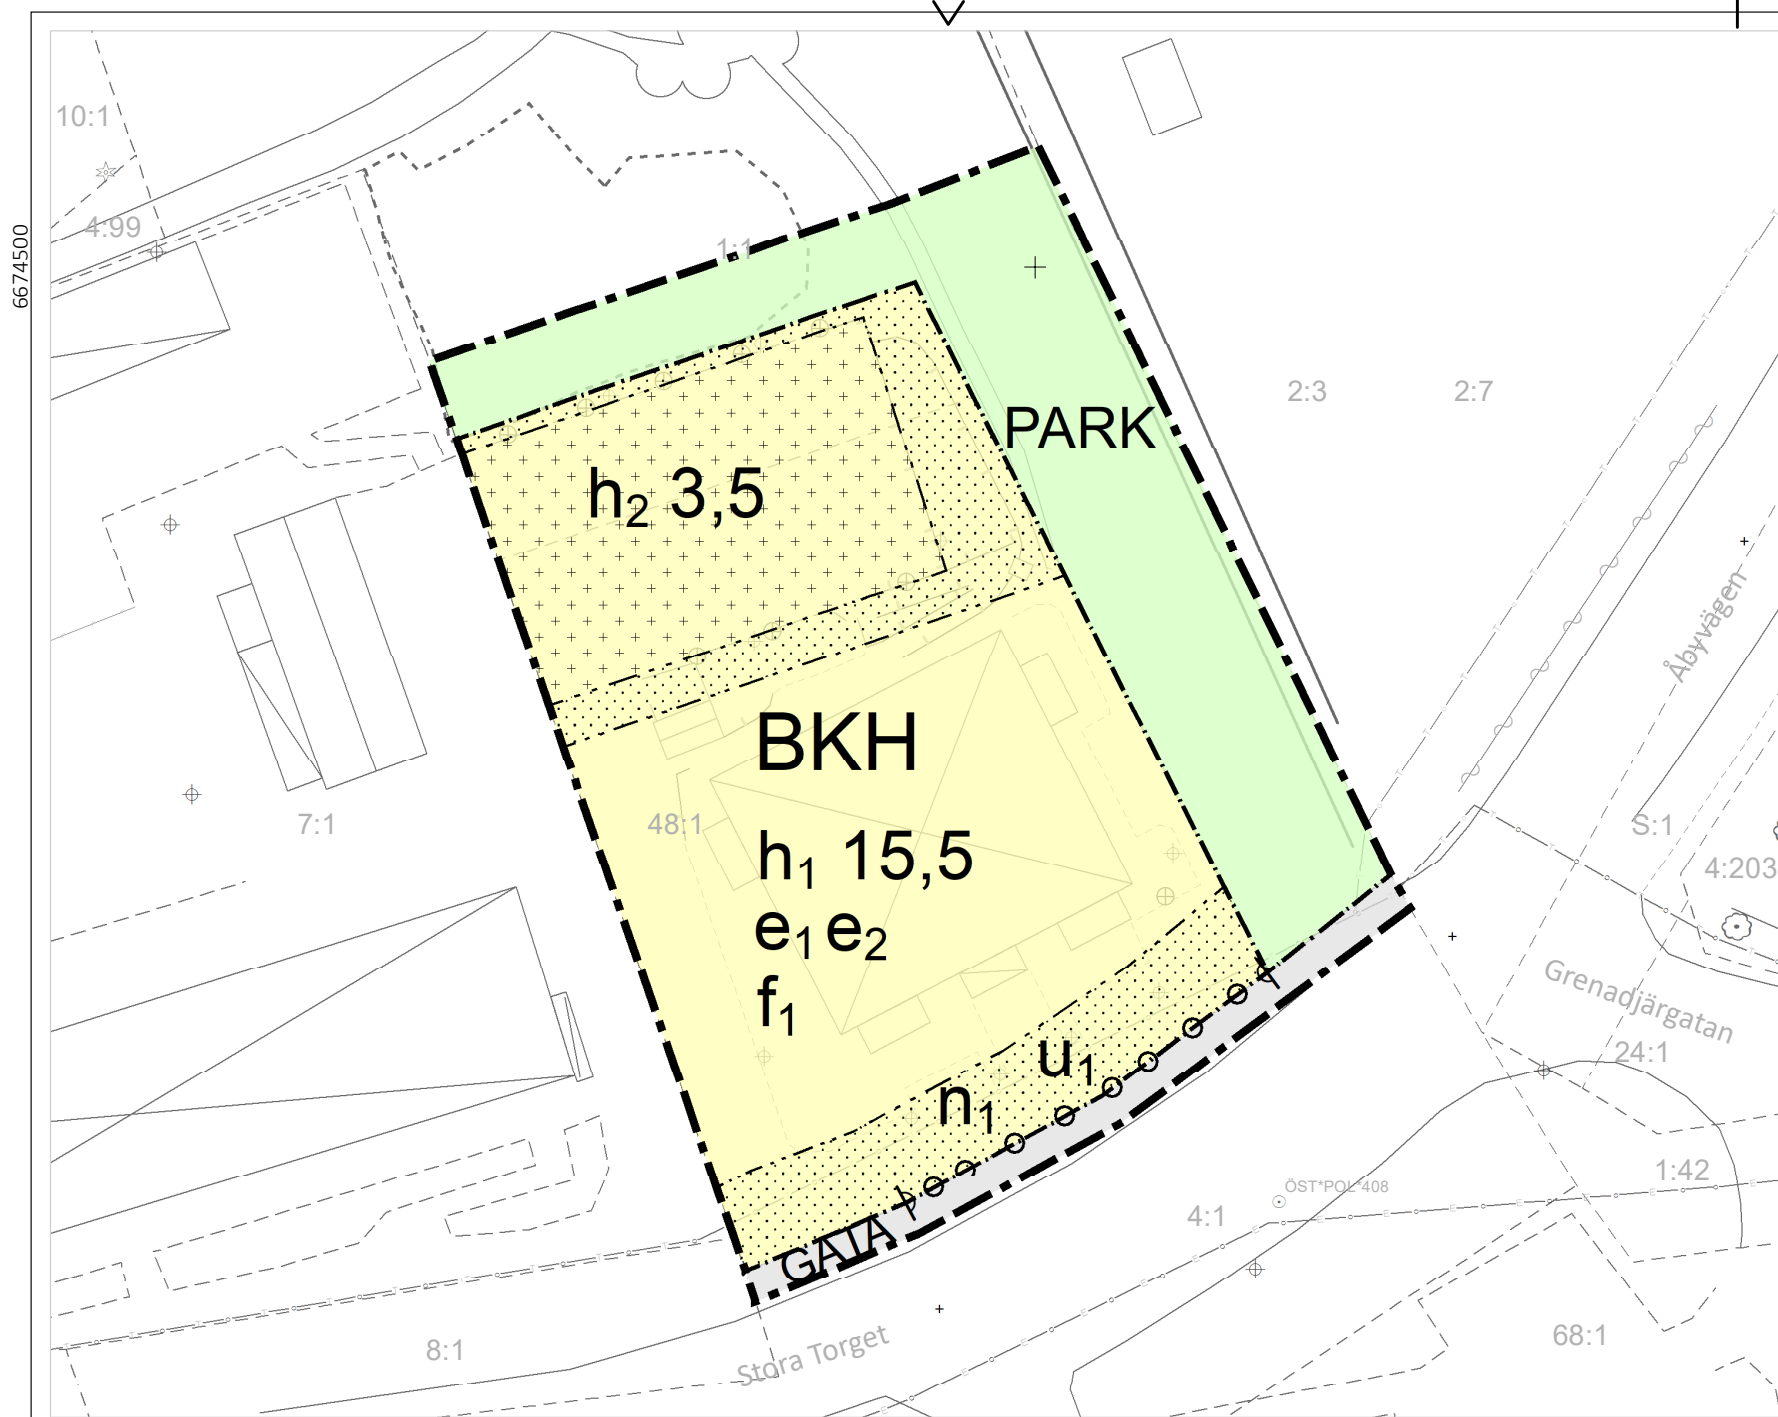 10:1
4:99
6674500
1:1
2:3
2:7
PARK
h₂ 3,5
Åbyvägen
BKH
7:1
48:1
h₁ 15,5
e₁ e₂
f₁
S:1
4:203
Grenadjärgatan
24:1
u₁
n₁
1:42
ÖST*POL*408
4:1
GATA
68:1
8:1
Stora Torget